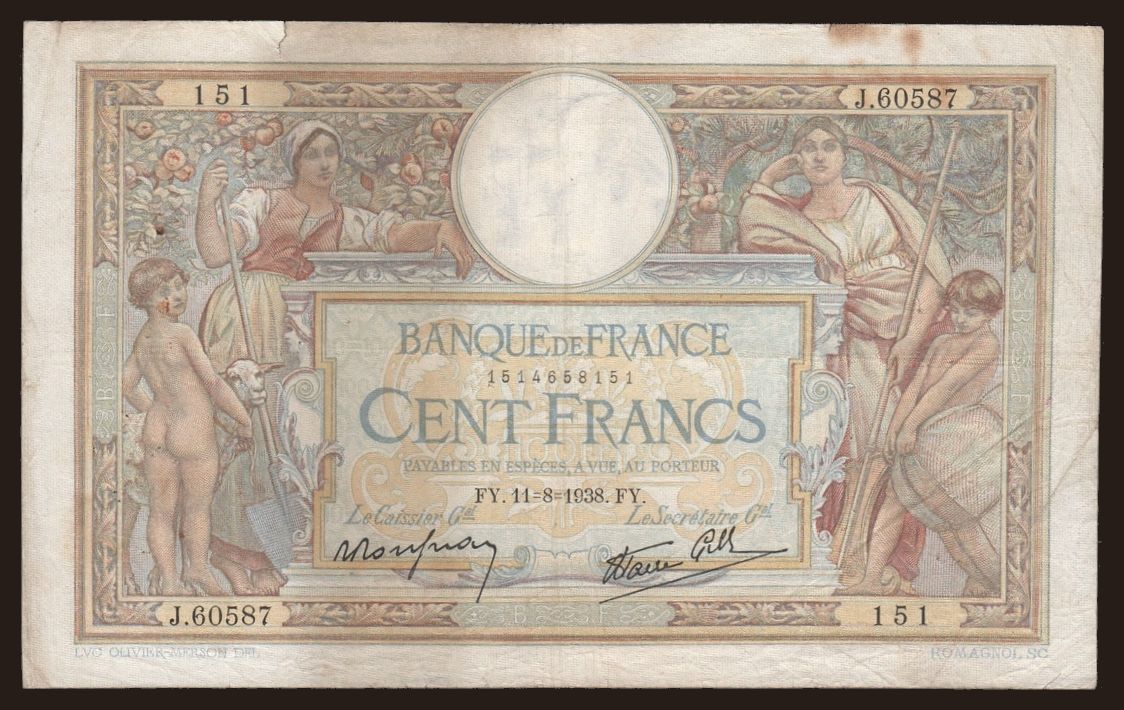 151
J.60587
BANQUE DE FRANCE
1514658151
CENT FRANCS
PAYABLES EN ESPÈCES, A VUE, AU PORTEUR
FY. 11=8=1938. FY.
Le Caissier Gal
Le Secrétaire Gal
J.60587
B F
151
LVC OLIVIER-MERSON DEL
ROMAGNOL SC